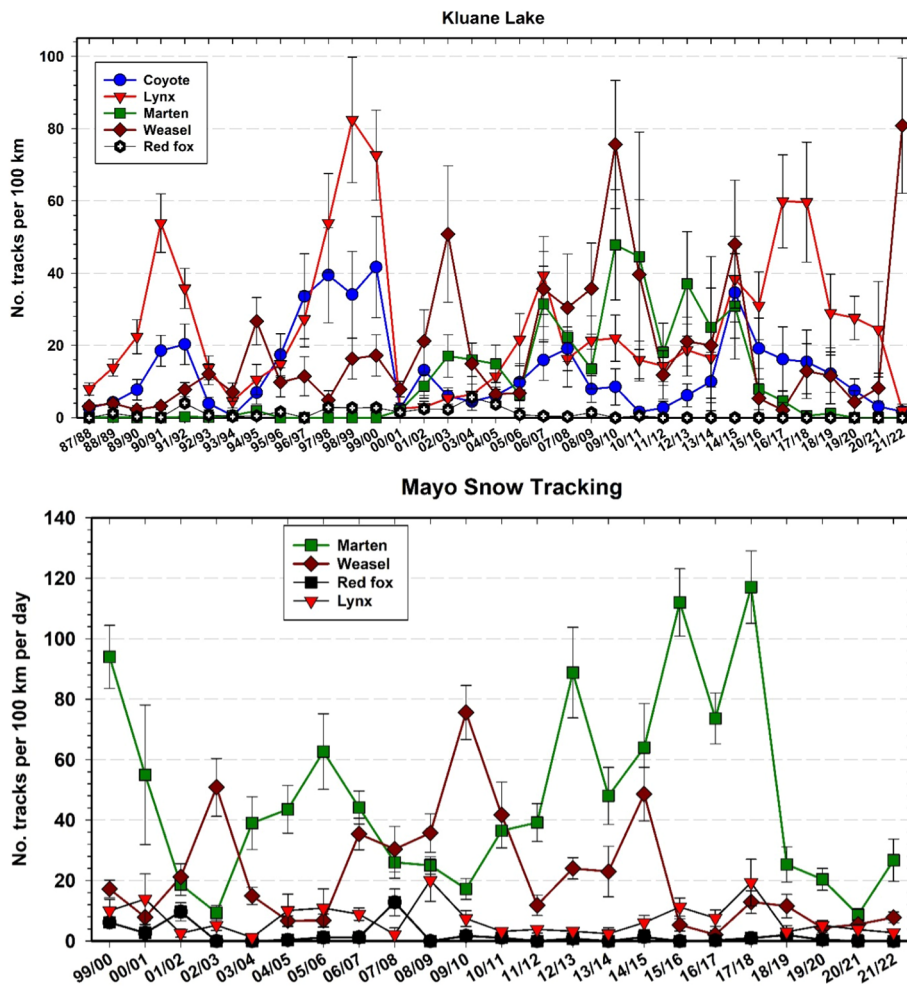 Kluane Lake
No. tracks per 100 km
100
80
60
40
20
0
Coyote
Lynx
Marten
Weasel
Red fox
87/88 88/89 89/90 90/91 91/92 92/93 93/94 94/95 95/96 96/97 97/98 98/99 99/00 00/01 01/02 02/03 03/04 04/05 05/06 06/07 07/08 08/09 09/10 10/11 11/12 12/13 13/14 14/15 15/16 16/17 17/18 18/19 19/20 20/21 21/22
Mayo Snow Tracking
No. tracks per 100 km per day
140
120
100
80
60
40
20
0
Marten
Weasel
Red fox
Lynx
99/00 00/01 01/02 02/03 03/04 04/05 05/06 06/07 07/08 08/09 09/10 10/11 11/12 12/13 13/14 14/15 15/16 16/17 17/18 18/19 19/20 20/21 21/22